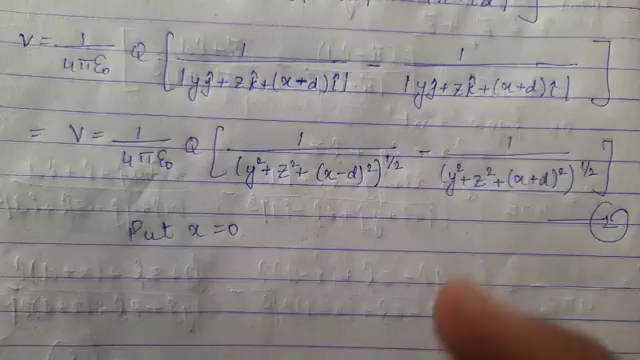 V = 1/4πε₀ Q [ 1/|yĵ+zk̂+(x+d)î| - 1/|yĵ+zk̂+(x+d)î| ]
= V = 1/4πε₀ Q [ 1/(y²+z²+(x-d)²)^1/2 - 1/(y²+z²+(x+d)²)^1/2 ]
②
Put x=0